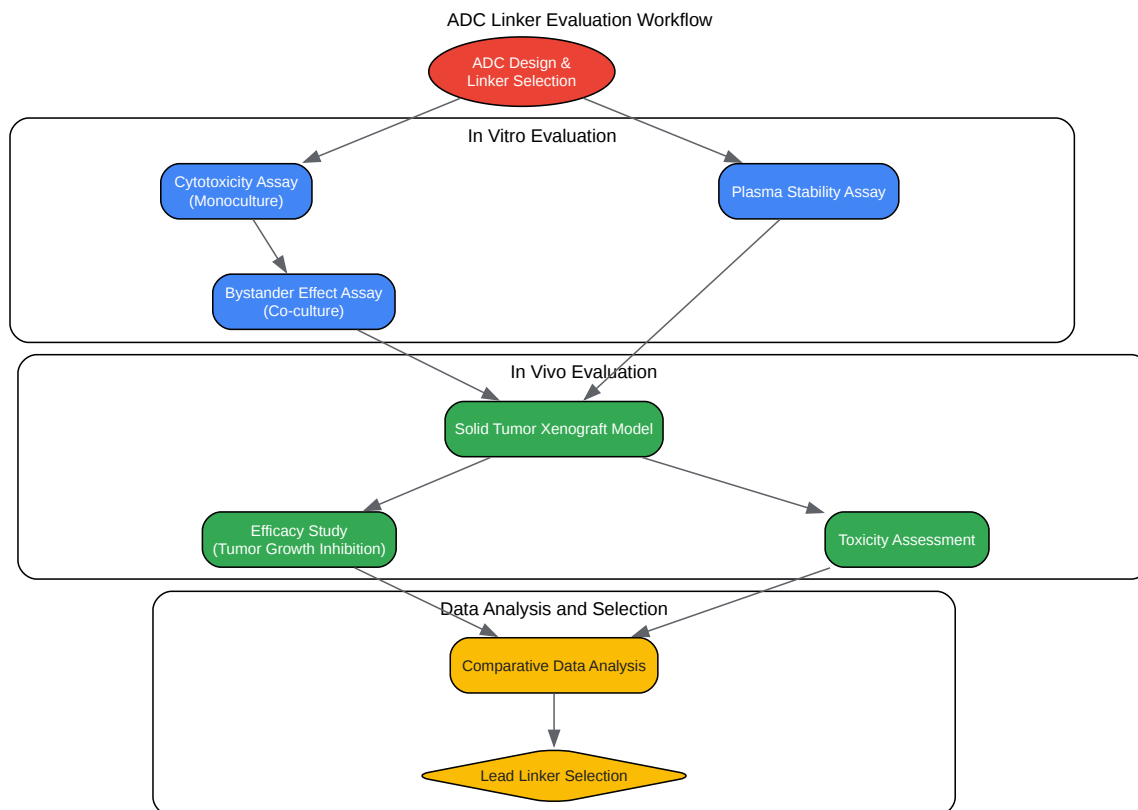 ADC Linker Evaluation Workflow
ADC Design &
Linker Selection
In Vitro Evaluation
Cytotoxicity Assay
(Monoculture)
Plasma Stability Assay
Bystander Effect Assay
(Co-culture)
In Vivo Evaluation
Solid Tumor Xenograft Model
Efficacy Study
(Tumor Growth Inhibition)
Toxicity Assessment
Data Analysis and Selection
Comparative Data Analysis
Lead Linker Selection